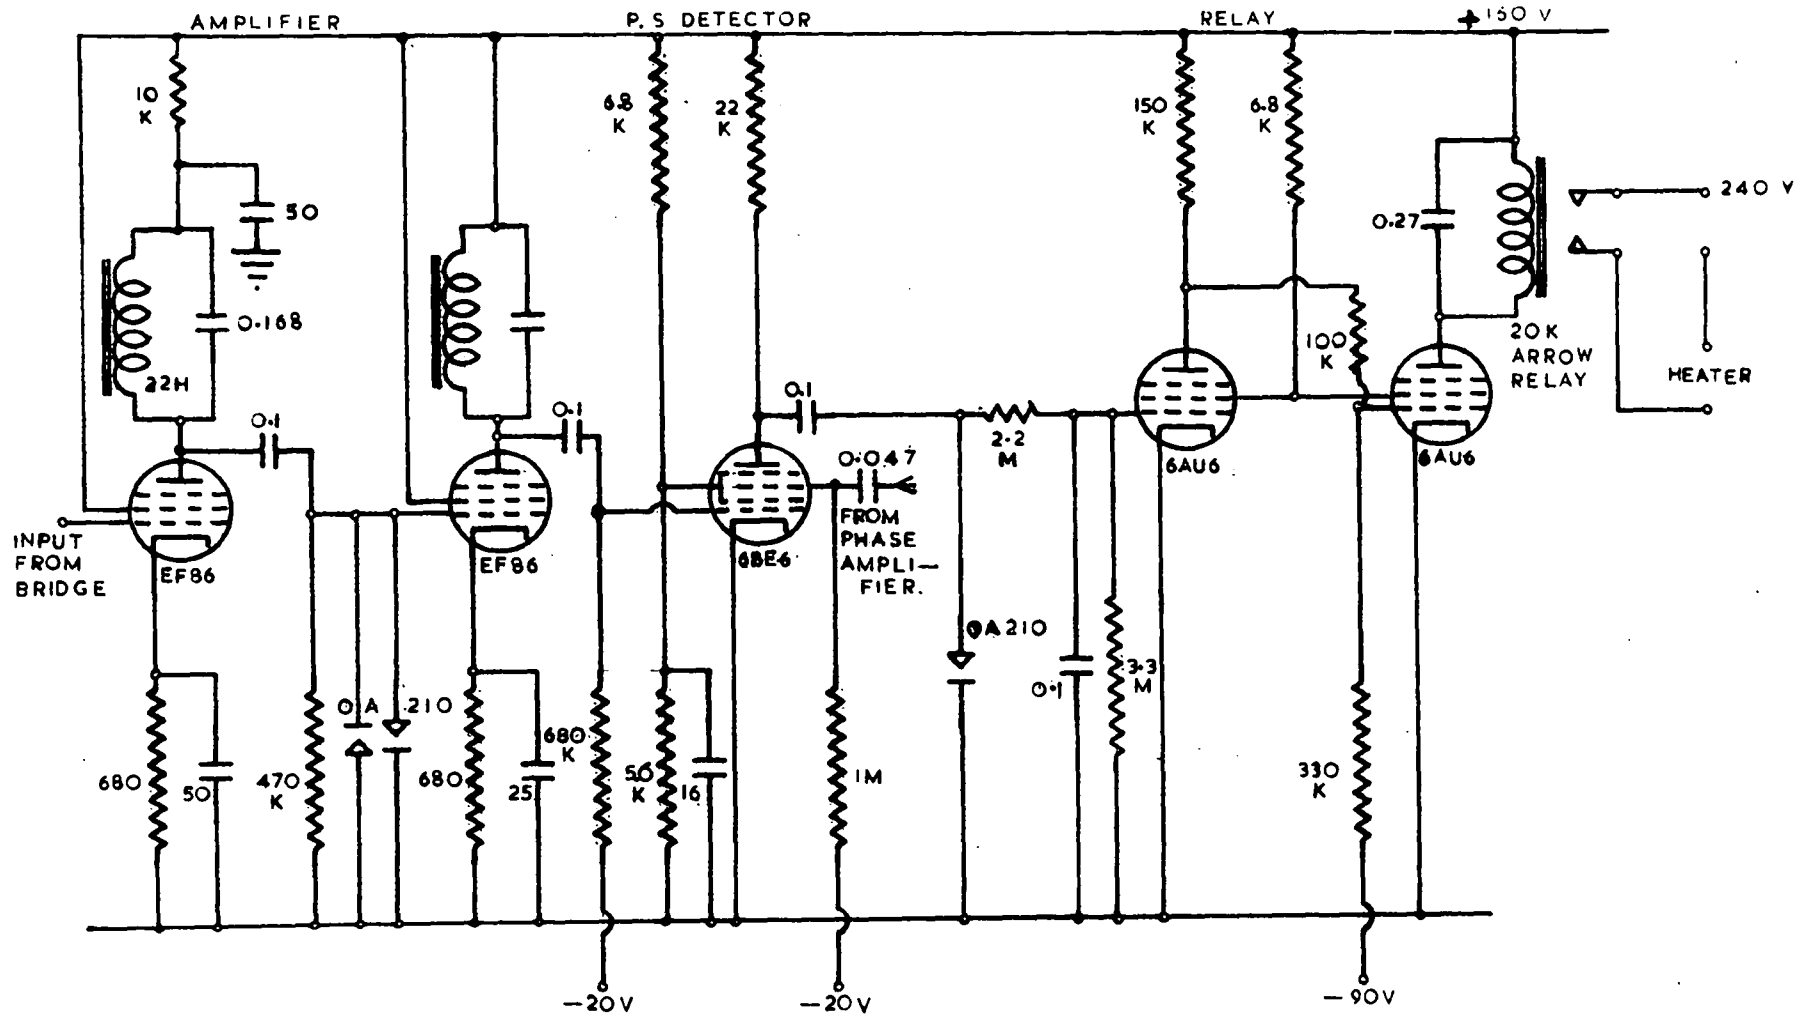 AMPLIFIER
P.S DETECTOR
RELAY
+150 V
10
K
50
0.168
22H
0.1
INPUT
FROM
BRIDGE
EF86
680
50
470
K
OA 210
0.1
EF86
680
25
680
K
6.8
K
22
K
0.1
6BE6
0.047
FROM
PHASE
AMPLI-
FIER.
16
1M
2.2
M
OA210
0.1
3.3
M
150
K
6.8
K
100
K
6AU6
6AU6
0.27
20K
ARROW
RELAY
240 V
HEATER
330
K
-20V
-20V
-90V